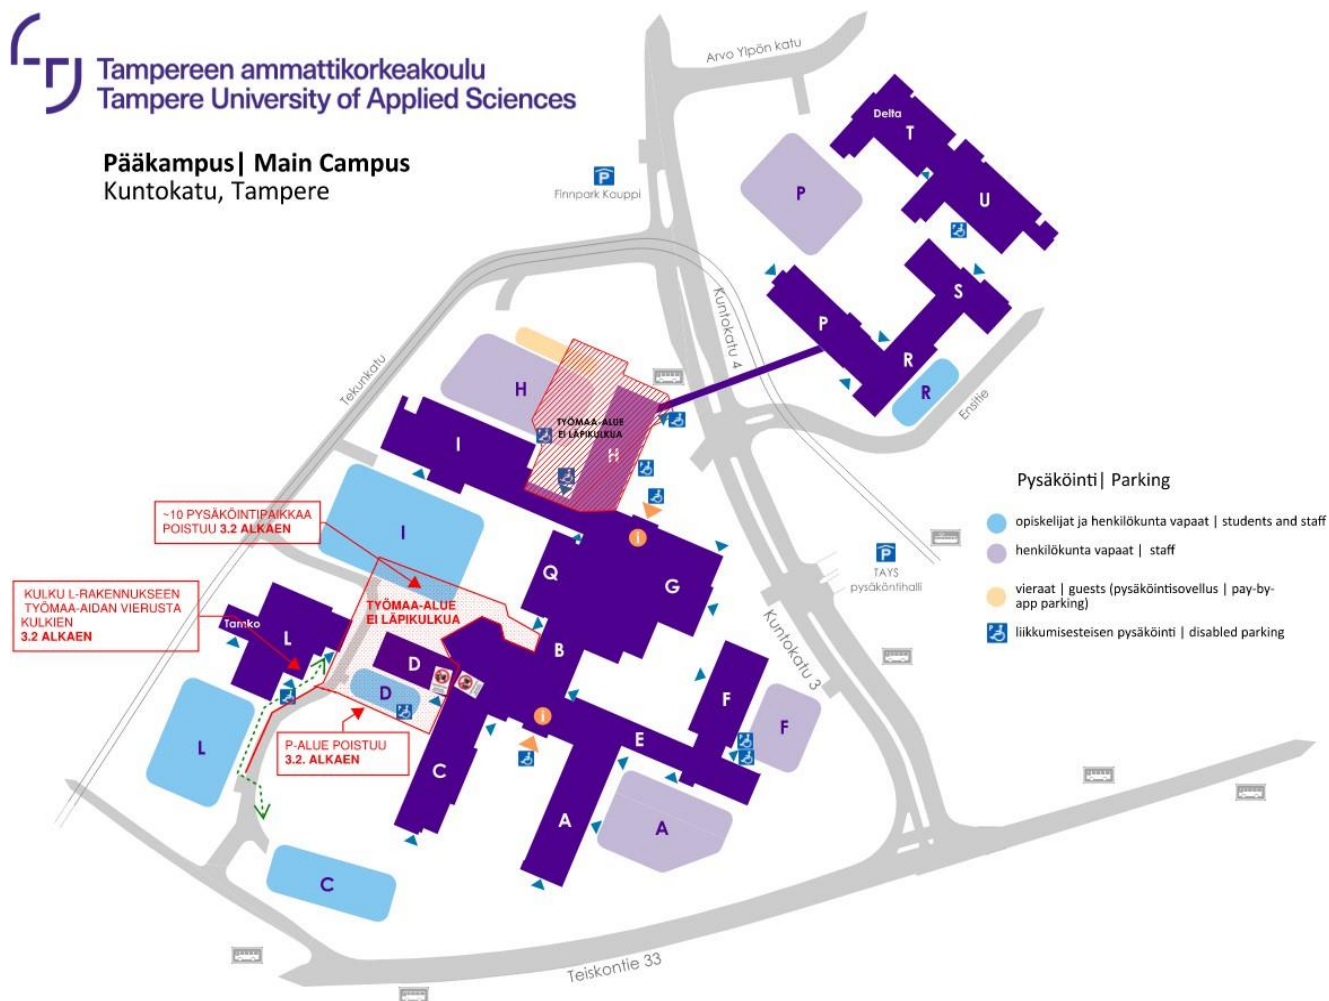 Tampereen ammattikorkeakoulu
Tampere University of Applied Sciences
Pääkampus| Main Campus
Kuntokatu, Tampere
Arvo Ylpön katu
P
Finnpark Kauppi
Delta
T
U
P
S
P
R
R
Ensitie
Kuntokatu 4
Tekunkatu
H
TYÖMAA-ALUE
EI LÄPIKULKUA
H
I
I
~10 PYSÄKÖINTIPAIKKAA
POISTUU 3.2 ALKAEN
KULKU L-RAKENNUKSEEN
TYÖMAA-AIDAN VIERUSTA
KULKIEN
3.2 ALKAEN
TYÖMAA-ALUE
EI LÄPIKULKUA
Tamko
L
L
D
D
P-ALUE POISTUU
3.2. ALKAEN
i
Q
G
B
i
E
F
F
C
A
A
C
P
TAYS
pysäköntihalli
Kuntokatu 3
Teiskontie 33
Pysäköinti| Parking
opiskelijat ja henkilökunta vapaat | students and staff
henkilökunta vapaat | staff
vieraat | guests (pysäköintisovellus | pay-by-
app parking)
liikkumisesteisen pysäköinti | disabled parking